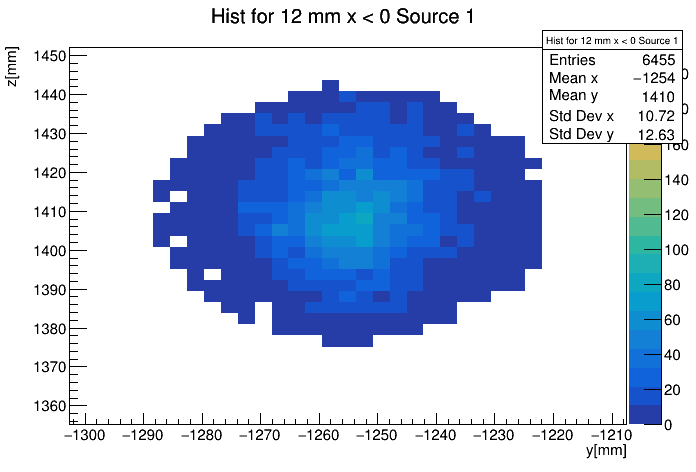 Hist for 12 mm x < 0 Source 1
z[mm]
1450
1440
1430
1420
1410
1400
1390
1380
1370
1360
−1300 −1290 −1280 −1270 −1260 −1250 −1240 −1230 −1220 −1210
y[mm]
Hist for 12 mm x < 0 Source 1
Entries 6455
Mean x −1254
Mean y 1410
Std Dev x 10.72
Std Dev y 12.63
160
140
120
100
80
60
40
20
0